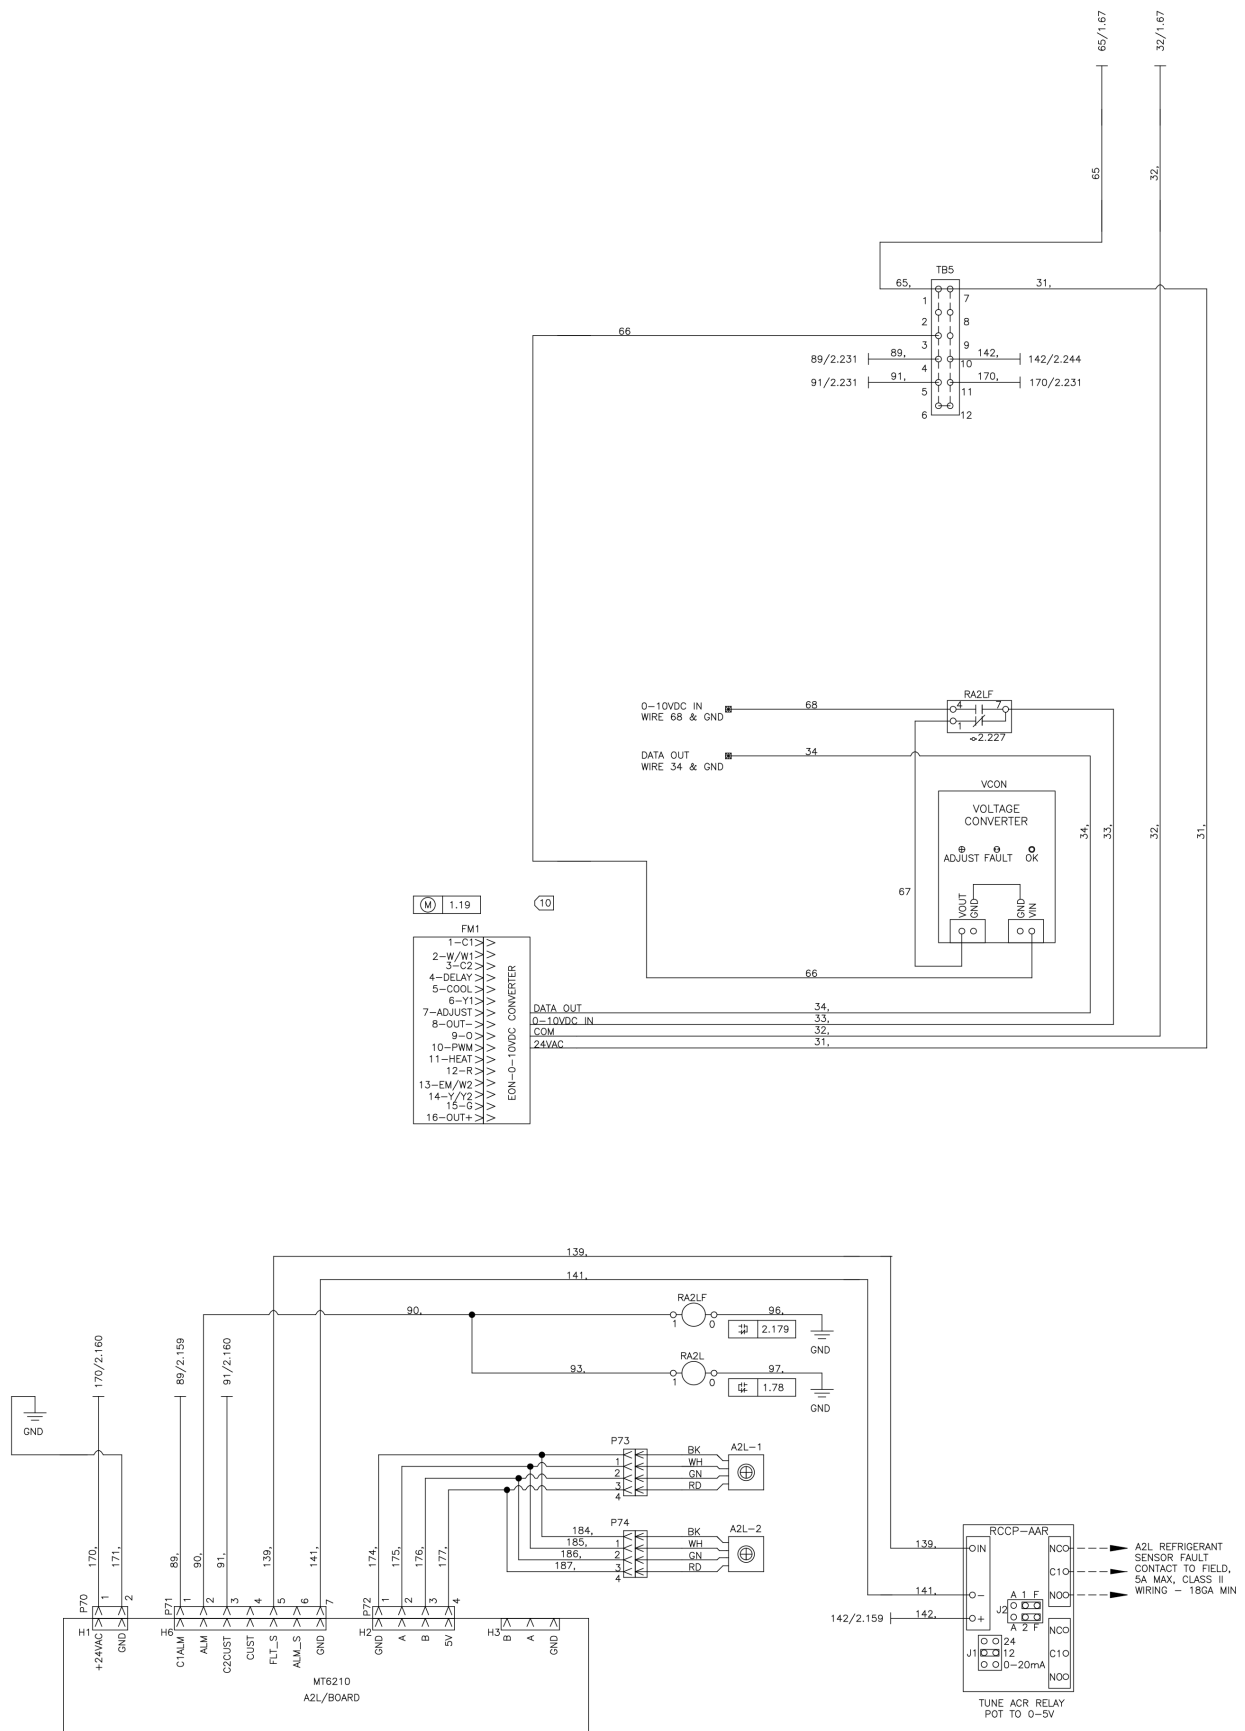 65/1.67
32/1.67
65
32,
TB5
65,
31,
1
7
2
8
66
3
9
89/2.231
89,
142,
142/2.244
4
10
91/2.231
91,
170,
170/2.231
5
11
6
12
RA2LF
0-10VDC IN
WIRE 68 & GND
68
4
7
1
2.227
DATA OUT
WIRE 34 & GND
34
VCON
VOLTAGE
CONVERTER
34,
33,
32,
31,
ADJUST
FAULT
OK
67
VOUT
GND
GND
VIN
M
1.19
10
66
FM1
1-C1
2-W/W1
3-C2
4-DELAY
5-COOL
6-Y1
7-ADJUST
8-OUT-
9-O
10-PWM
11-HEAT
12-R
13-EM/W2
14-Y/Y2
15-G
16-OUT+
EON-0-10VDC CONVERTER
DATA OUT
34,
0-10VDC IN
33,
COM
32,
24VAC
31,
139,
141,
RA2LF
90,
96,
1
0
2.179
GND
RA2L
93,
97,
1
0
1.78
GND
170/2.160
89/2.159
91/2.160
GND
P73
A2L-1
BK
WH
GN
RD
1
2
3
4
P74
A2L-2
184,
185,
186,
187,
BK
WH
GN
RD
1
2
3
4
170,
171,
89,
90,
91,
139,
141,
174,
175,
176,
177,
P70
1
2
P71
1
2
3
4
5
6
7
P72
1
2
3
4
H1
H6
H2
H3
+24VAC
GND
C1ALM
ALM
C2CUST
CUST
FLT_S
ALM_S
GND
GND
A
B
5V
B
A
GND
MT6210
A2L/BOARD
RCCP-AAR
139,
IN
NC
C1
NO
141,
-
142/2.159
142,
+
J2
A 1 F
A 2 F
J1
24
12
0-20mA
NC
C1
NO
A2L REFRIGERANT
SENSOR FAULT
CONTACT TO FIELD,
5A MAX, CLASS II
WIRING - 18GA MIN
TUNE ACR RELAY
POT TO 0-5V